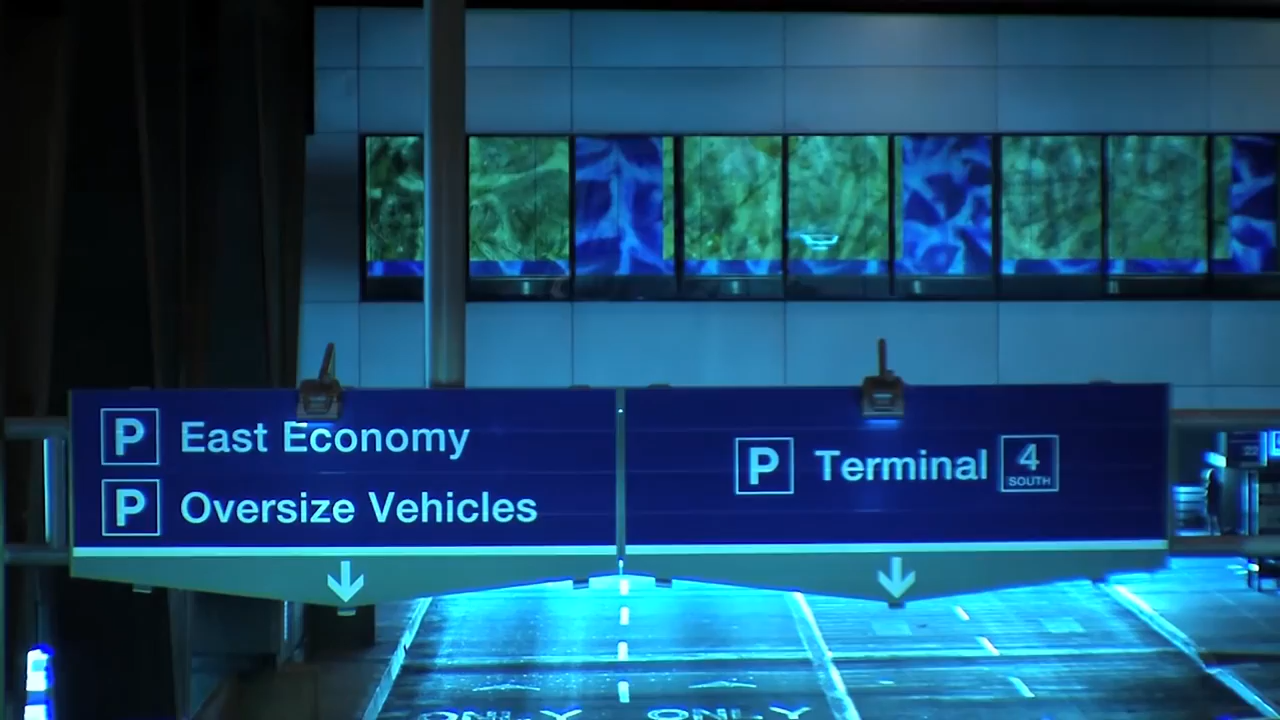 P East Economy
P Oversize Vehicles
P Terminal 4 SOUTH
ONLY ONLY